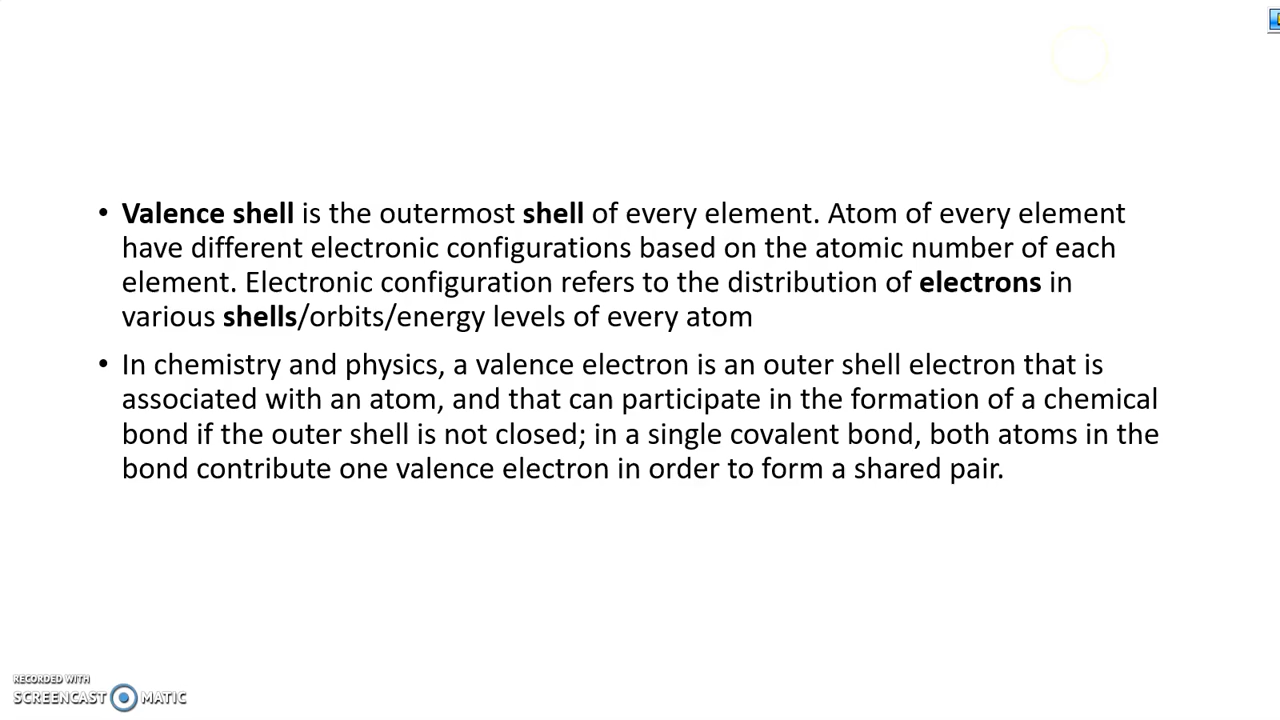 • Valence shell is the outermost shell of every element. Atom of every element
have different electronic configurations based on the atomic number of each
element. Electronic configuration refers to the distribution of electrons in
various shells/orbits/energy levels of every atom
• In chemistry and physics, a valence electron is an outer shell electron that is
associated with an atom, and that can participate in the formation of a chemical
bond if the outer shell is not closed; in a single covalent bond, both atoms in the
bond contribute one valence electron in order to form a shared pair.
RECORDED WITH
SCREENCAST MATIC